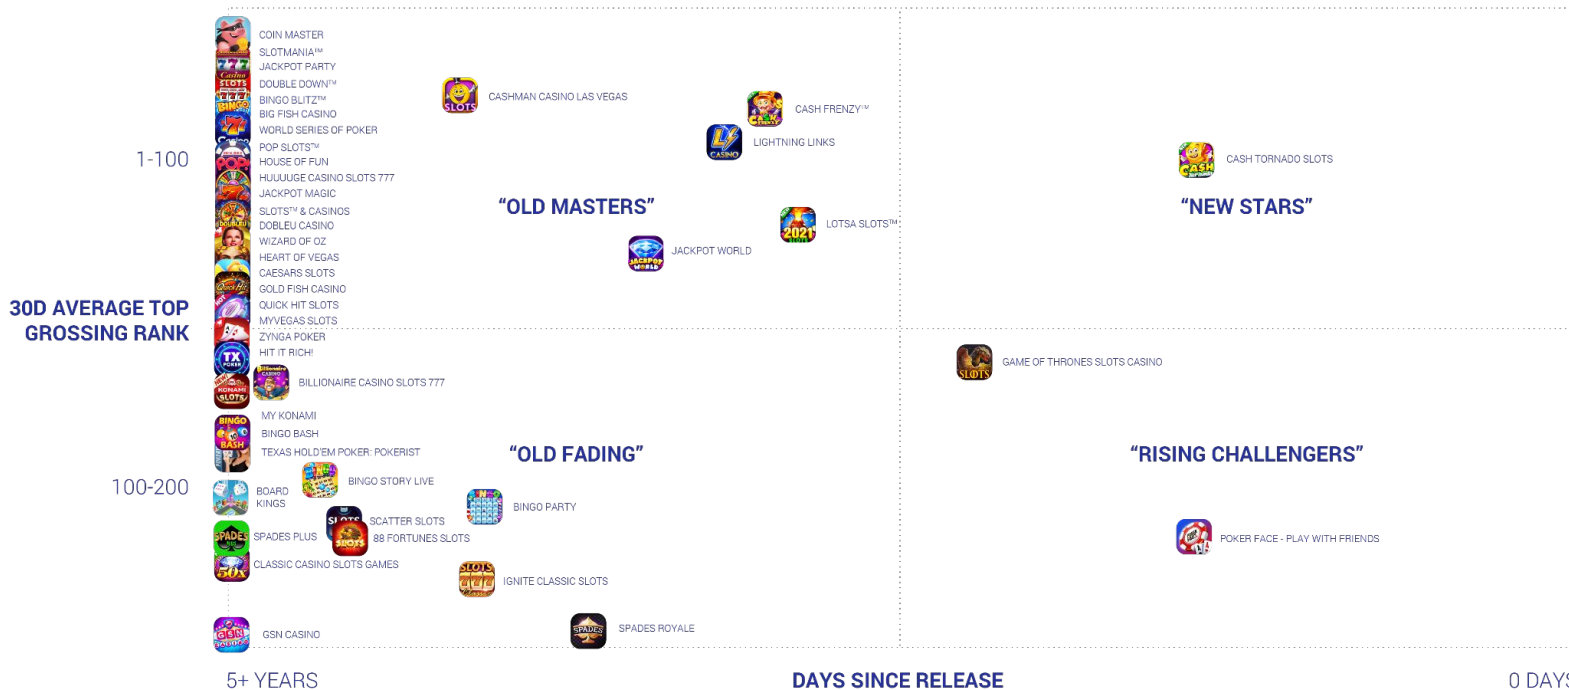 COIN MASTER
SLOTMANIA™
JACKPOT PARTY
DOUBLE DOWN™
BINGO BLITZ™
BIG FISH CASINO
WORLD SERIES OF POKER
POP SLOTS™
HOUSE OF FUN
HUUUUGE CASINO SLOTS 777
JACKPOT MAGIC
SLOTS™ & CASINOS
DOBLEU CASINO
WIZARD OF OZ
HEART OF VEGAS
CAESARS SLOTS
GOLD FISH CASINO
QUICK HIT SLOTS
MYVEGAS SLOTS
ZYNGA POKER
HIT IT RICH!
BILLIONAIRE CASINO SLOTS 777
MY KONAMI
BINGO BASH
TEXAS HOLD'EM POKER: POKERIST
CASHMAN CASINO LAS VEGAS
CASH FRENZY™
LIGHTNING LINKS
LOTSA SLOTS™
JACKPOT WORLD
"OLD MASTERS"
CASH TORNADO SLOTS
"NEW STARS"
1-100
30D AVERAGE TOP
GROSSING RANK
100-200
"OLD FADING"
BINGO STORY LIVE
BOARD
KINGS
BINGO PARTY
SCATTER SLOTS
SPADES PLUS
88 FORTUNES SLOTS
CLASSIC CASINO SLOTS GAMES
IGNITE CLASSIC SLOTS
GSN CASINO
SPADES ROYALE
GAME OF THRONES SLOTS CASINO
"RISING CHALLENGERS"
POKER FACE - PLAY WITH FRIENDS
5+ YEARS
DAYS SINCE RELEASE
0 DAYS